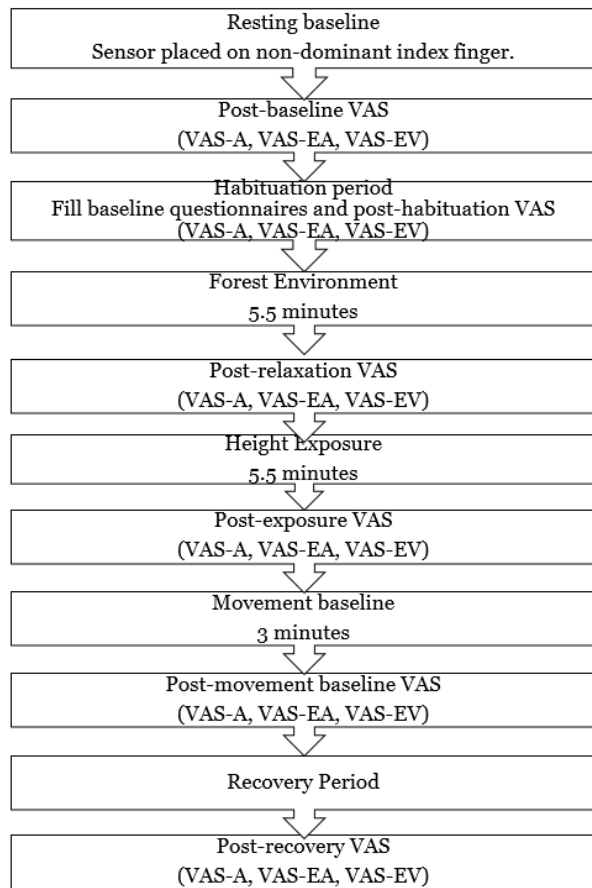 Resting baseline
Sensor placed on non-dominant index finger.
Post-baseline VAS
(VAS-A, VAS-EA, VAS-EV)
Habituation period
Fill baseline questionnaires and post-habituation VAS
(VAS-A, VAS-EA, VAS-EV)
Forest Environment
5.5 minutes
Post-relaxation VAS
(VAS-A, VAS-EA, VAS-EV)
Height Exposure
5.5 minutes
Post-exposure VAS
(VAS-A, VAS-EA, VAS-EV)
Movement baseline
3 minutes
Post-movement baseline VAS
(VAS-A, VAS-EA, VAS-EV)
Recovery Period
Post-recovery VAS
(VAS-A, VAS-EA, VAS-EV)